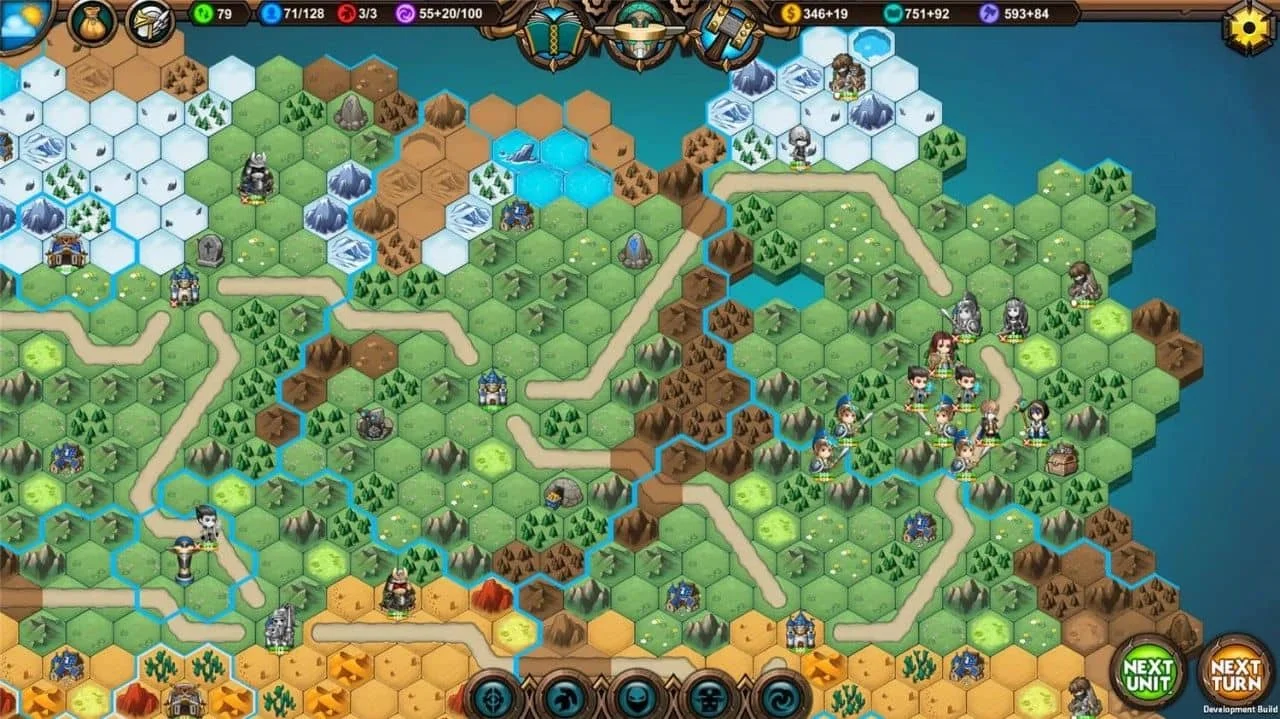 79
71/128
3/3
55+20/100
346+19
751+92
593+84
NEXT
UNIT
NEXT
TURN
Development Build